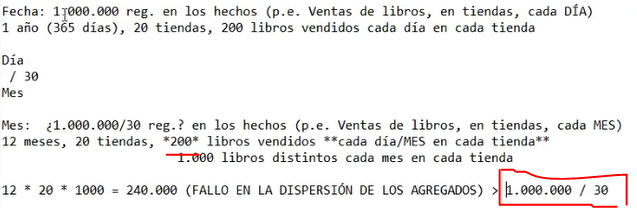 Fecha: 1.000.000 reg. en los hechos (p.e. Ventas de libros, en tiendas, cada DÍA)
1 año (365 días), 20 tiendas, 200 libros vendidos cada día en cada tienda
Día
/ 30
Mes
Mes: ¿1.000.000/30 reg.? en los hechos (p.e. Ventas de libros, en tiendas, cada MES)
12 meses, 20 tiendas, *200* libros vendidos **cada día/MES en cada tienda**
1.000 libros distintos cada mes en cada tienda
12 * 20 * 1000 = 240.000 (FALLO EN LA DISPERSIÓN DE LOS AGREGADOS) > 1.000.000 / 30